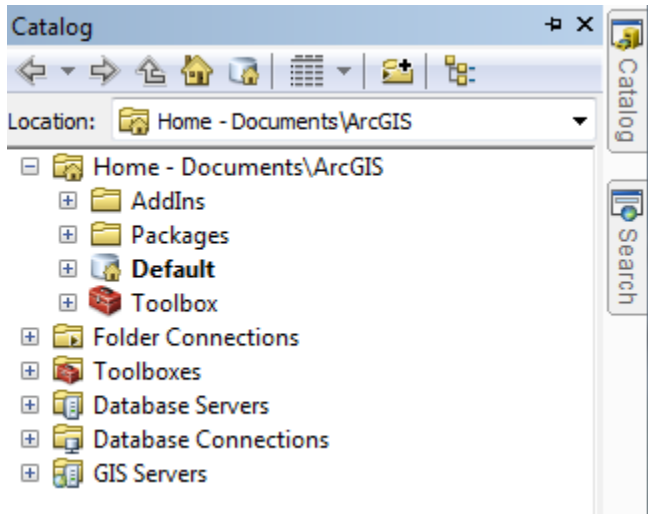 Catalog
Location: Home - Documents\ArcGIS
Home - Documents\ArcGIS
AddIns
Packages
Default
Toolbox
Folder Connections
Toolboxes
Database Servers
Database Connections
GIS Servers
Catalog
Search